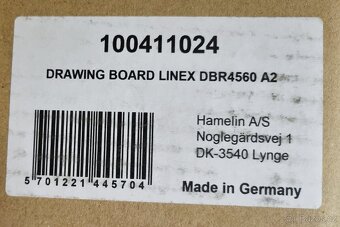 100411024
DRAWING BOARD LINEX DBR4560 A2
Hamelin A/S
Noglegårdsvej 1
DK-3540 Lynge
5 701221 445704
Made in Germany